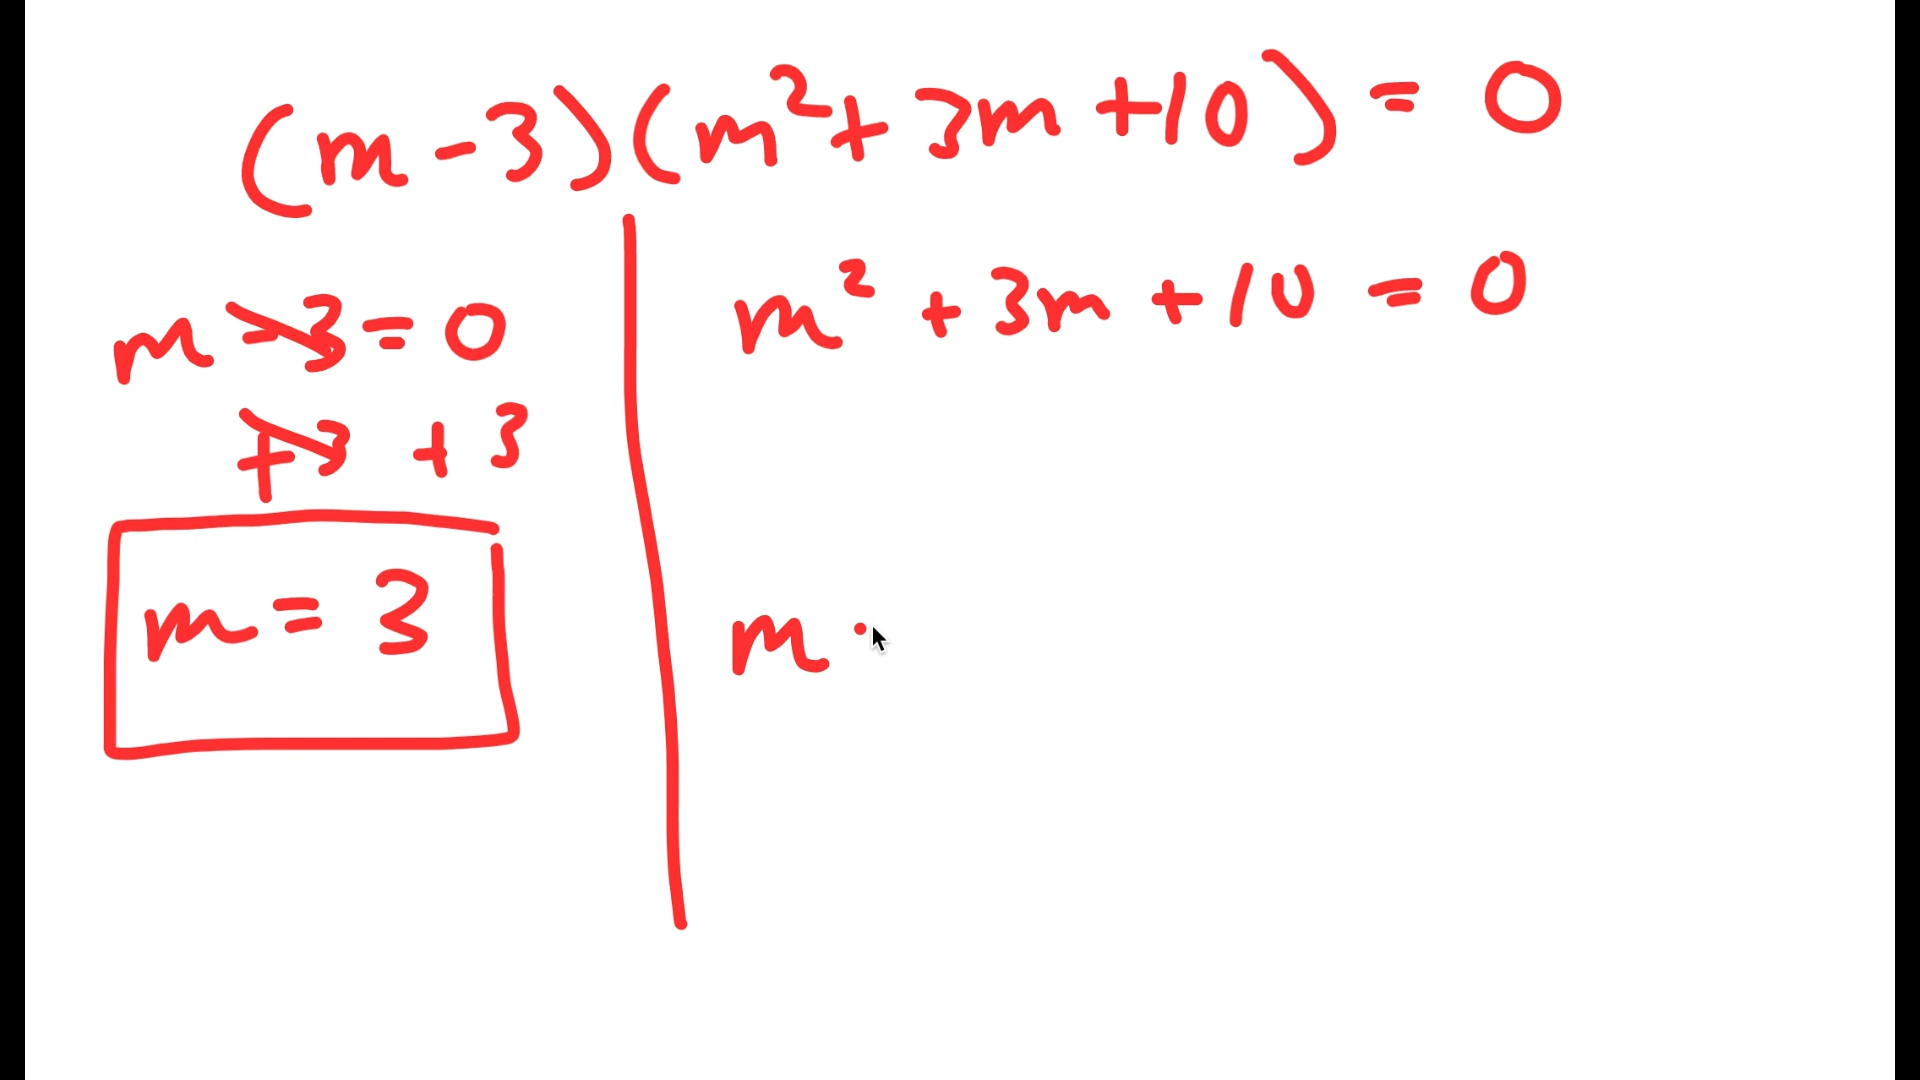 (m - 3)(m² + 3m + 10) = 0
m - 3 = 0
+3 +3
m = 3
m² + 3m + 10 = 0
m